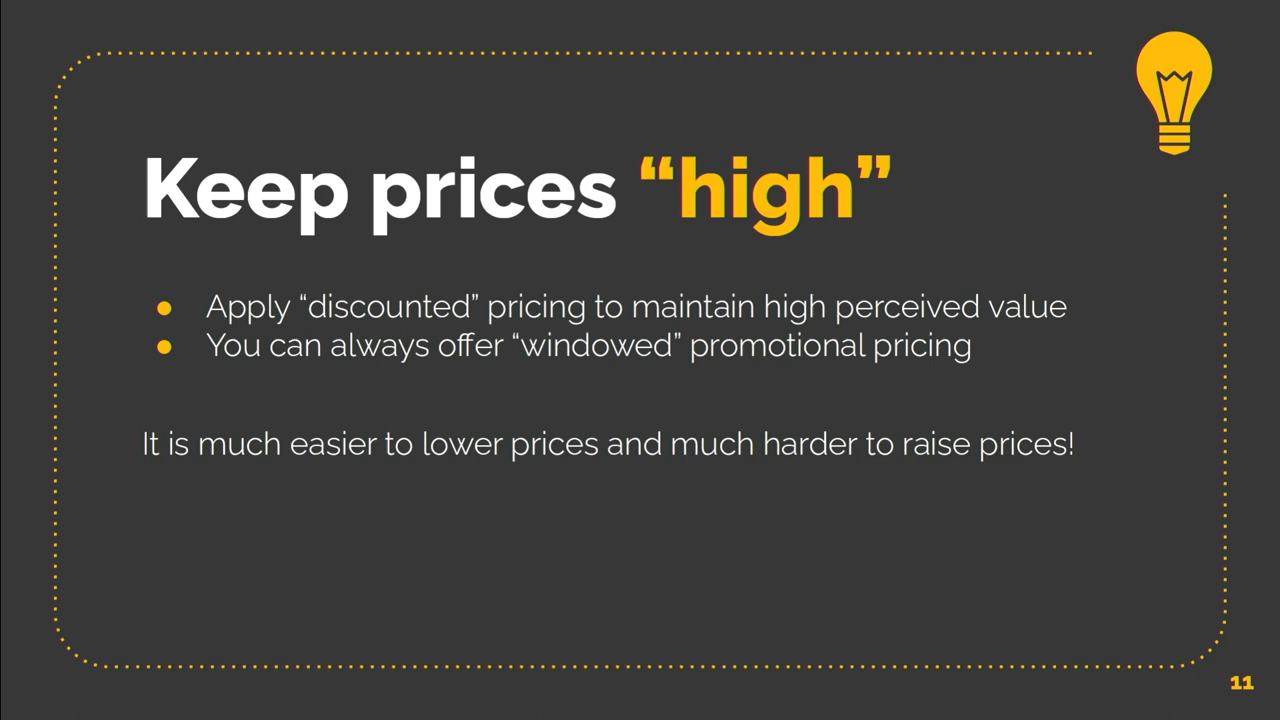 Keep prices “high”
● Apply “discounted” pricing to maintain high perceived value
● You can always offer “windowed” promotional pricing
It is much easier to lower prices and much harder to raise prices!
11